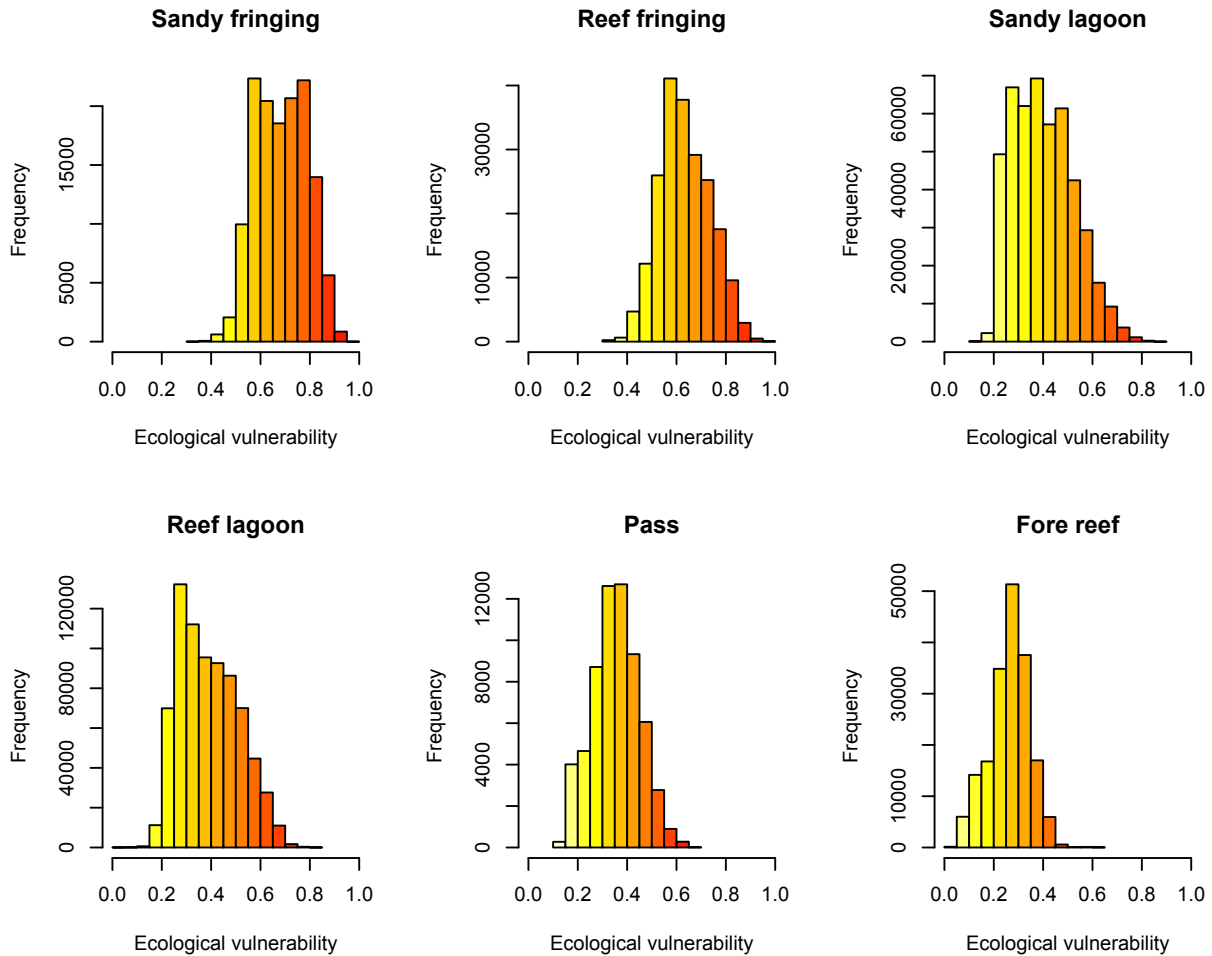 Sandy fringing
Frequency
0
5000
15000
0.0 0.2 0.4 0.6 0.8 1.0
Ecological vulnerability
Reef fringing
Frequency
0
10000
30000
0.0 0.2 0.4 0.6 0.8 1.0
Ecological vulnerability
Sandy lagoon
Frequency
0
20000
40000
60000
0.0 0.2 0.4 0.6 0.8 1.0
Ecological vulnerability
Reef lagoon
Frequency
0
40000
80000
120000
0.0 0.2 0.4 0.6 0.8 1.0
Ecological vulnerability
Pass
Frequency
0
4000
8000
12000
0.0 0.2 0.4 0.6 0.8 1.0
Ecological vulnerability
Fore reef
Frequency
0
10000
30000
50000
0.0 0.2 0.4 0.6 0.8 1.0
Ecological vulnerability